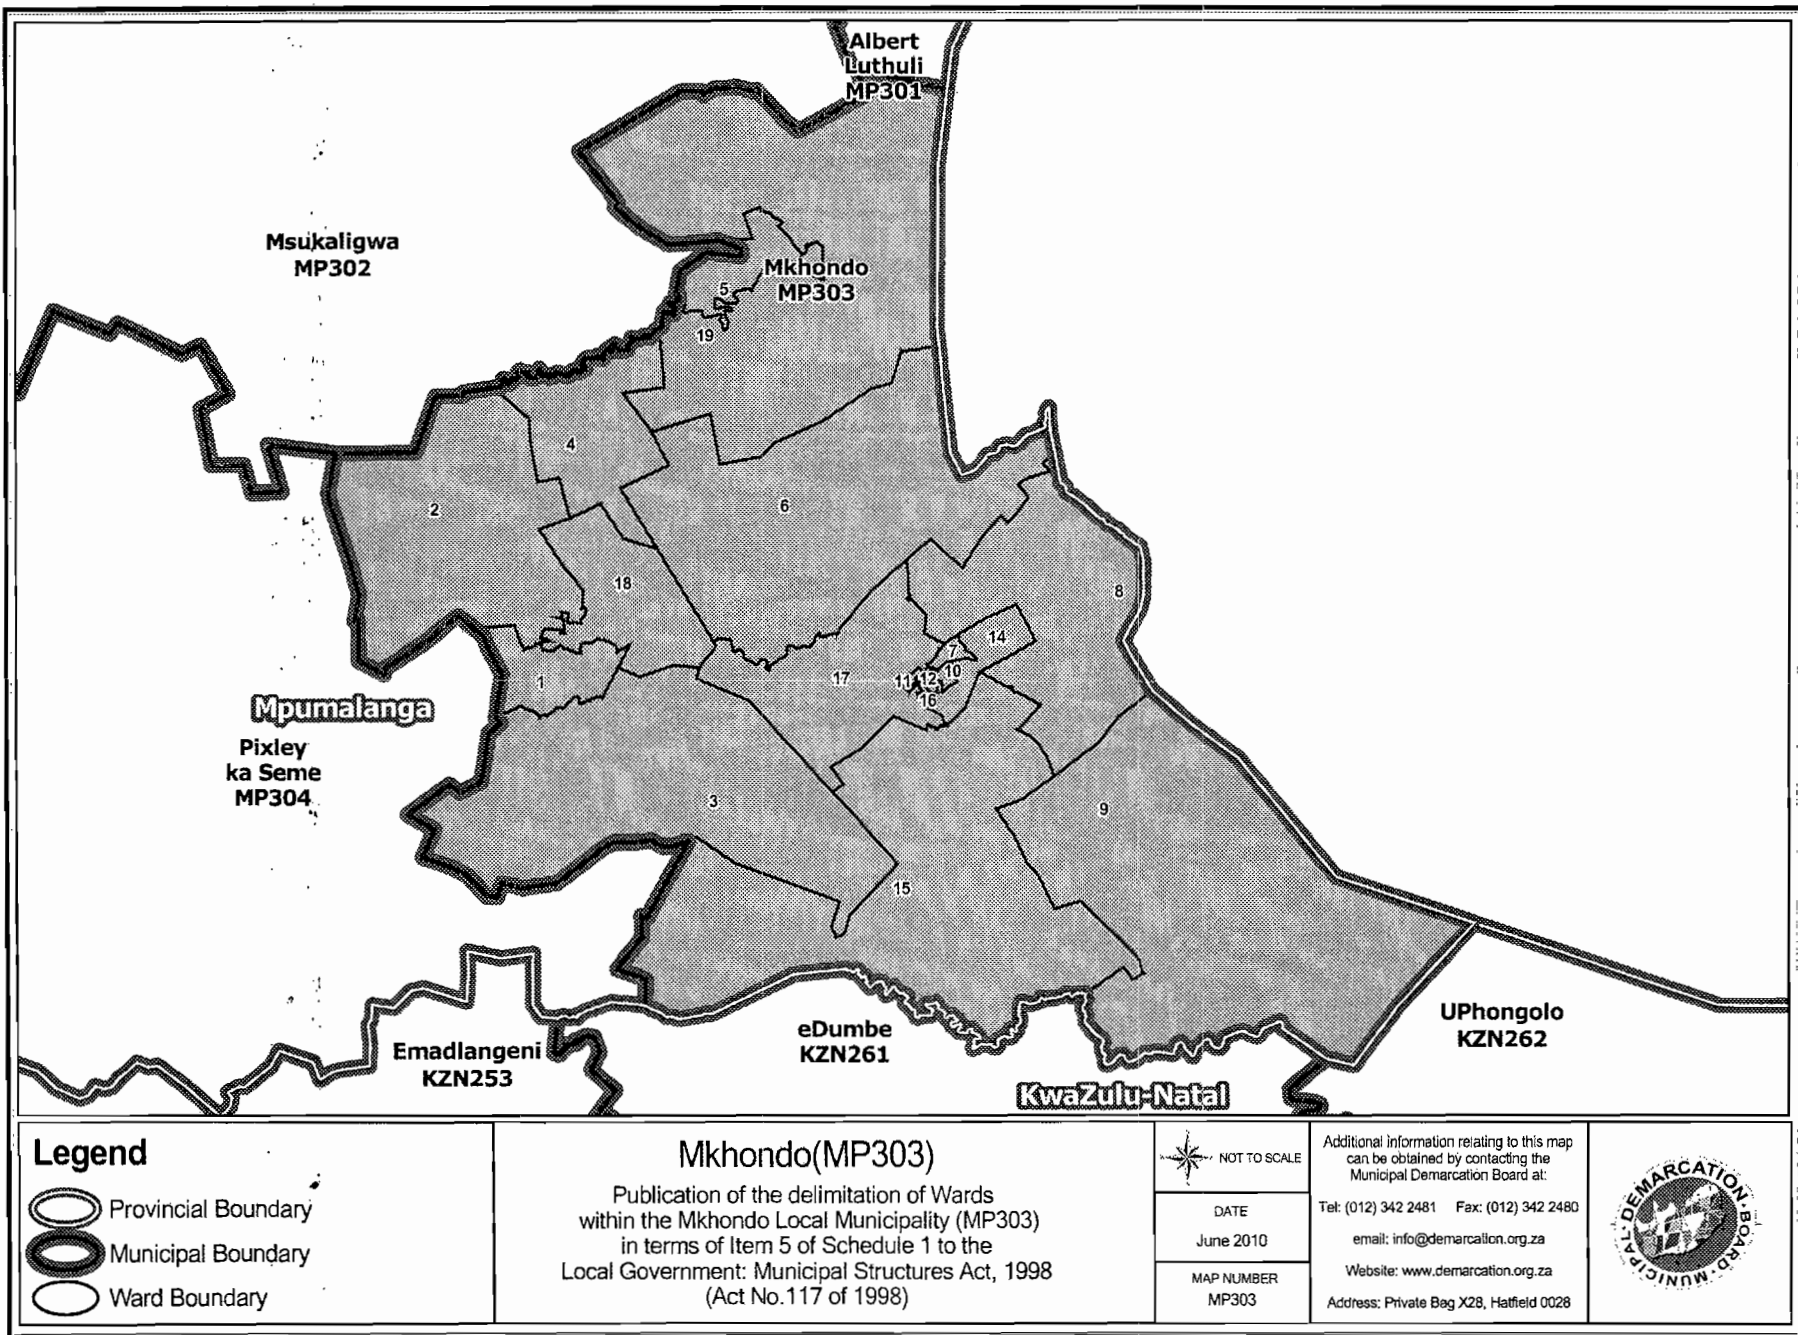 Albert
Luthuli
MP301
Msukaligwa
MP302
Mkhondo
MP303
5
19
4
2
6
18
8
14
7
10
1
17
11
12
16
Mpumalanga
Pixley
ka Seme
MP304
3
9
15
UPhongolo
KZN262
eDumbe
KZN261
Emadlangeni
KZN253
KwaZulu-Natal
Legend
Provincial Boundary
Municipal Boundary
Ward Boundary
Mkhondo(MP303)
Publication of the delimitation of Wards
within the Mkhondo Local Municipality (MP303)
in terms of Item 5 of Schedule 1 to the
Local Government: Municipal Structures Act, 1998
(Act No.117 of 1998)
NOT TO SCALE
DATE
June 2010
MAP NUMBER
MP303
Additional information relating to this map
can be obtained by contacting the
Municipal Demarcation Board at:
Tel: (012) 342 2481 Fax: (012) 342 2480
email: info@demarcation.org.za
Website: www.demarcation.org.za
Address: Private Bag X28, Hatfield 0028
MUNICIPAL · DEMARCATION · BOARD ·